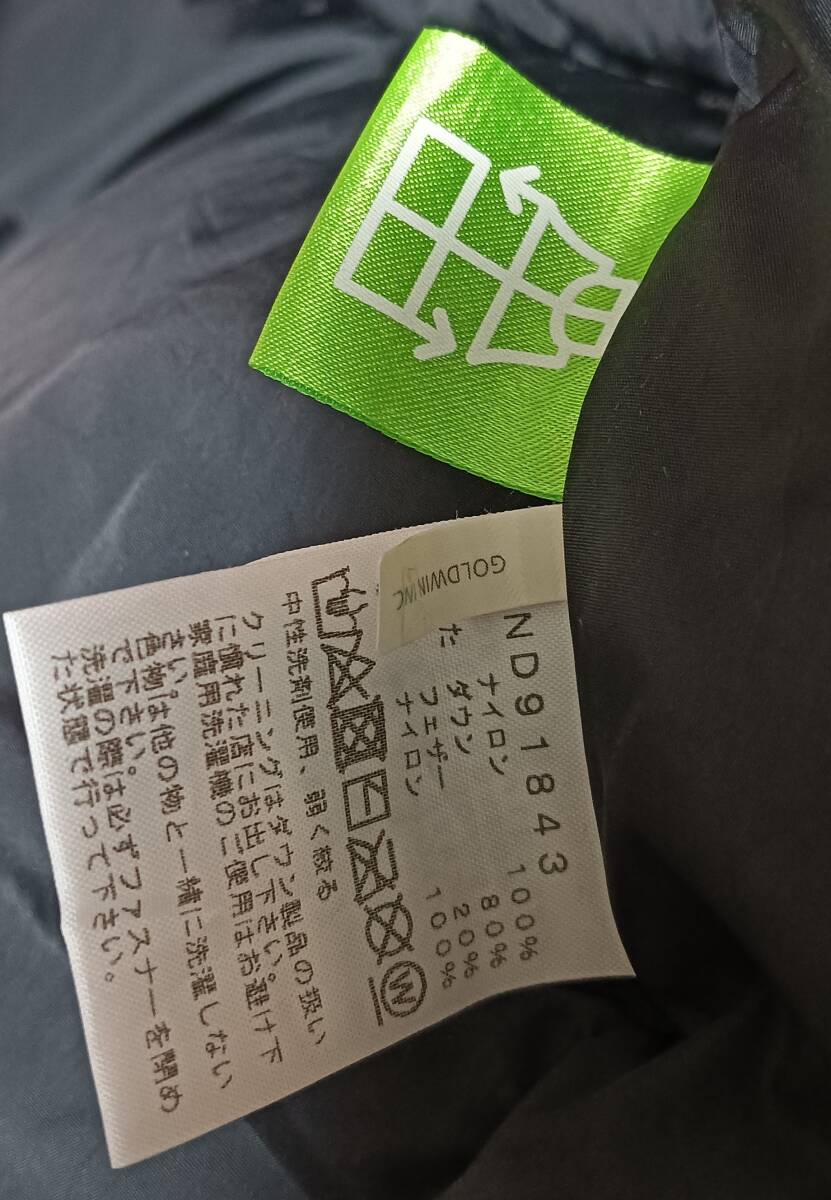 GOLDWIN INC
ND91843
ナイロン 100%
た ダウン 80%
フェザー 20%
ナイロン 100%
W
中性洗剤使用、弱く絞る
クリーニングはダウン製品の扱い
に慣れた店にお出し下さい。
家庭用洗濯機のご使用はお避け下
さい。
色物は他の物と一緒に洗濯しない
で下さい。
洗濯の際は必ずファスナーを閉め
た状態で行って下さい。